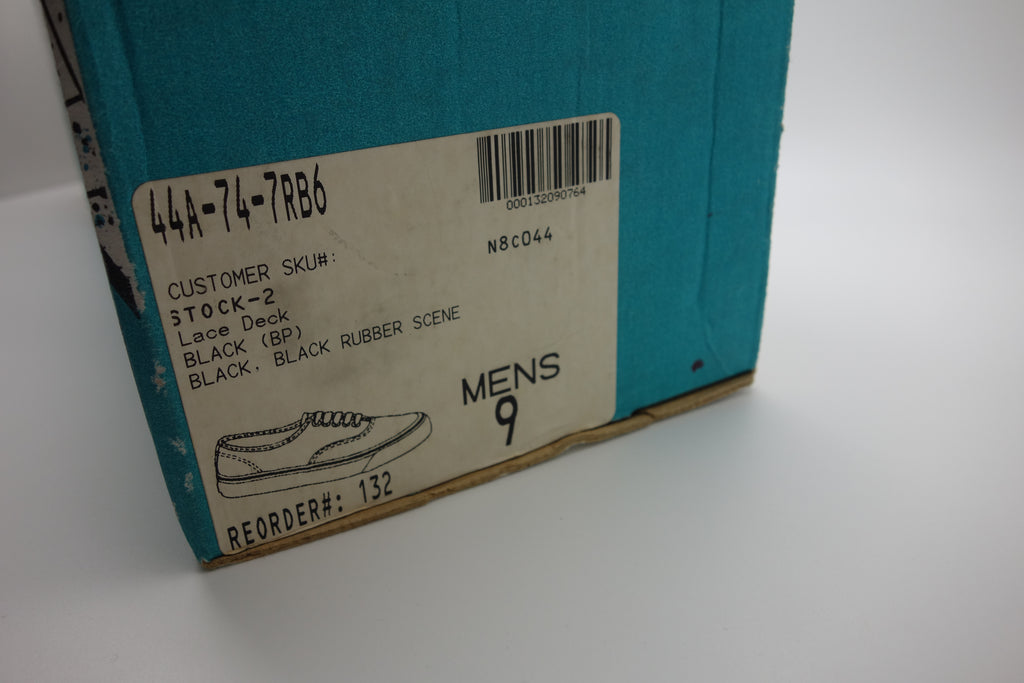 44A-74-7RB6
000132090764
N8C044
CUSTOMER SKU#:
STOCK-2
Lace Deck
BLACK (BP)
BLACK, BLACK RUBBER SCENE
MENS
9
REORDER#: 132